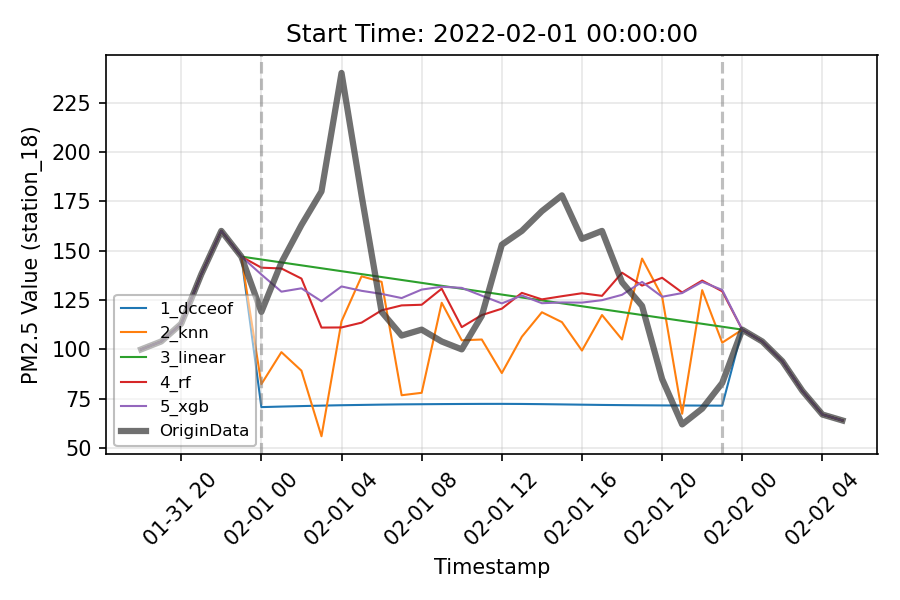 Start Time: 2022-02-01 00:00:00
PM2.5 Value (station_18)
225
200
175
150
125
100
75
50
1_dcceof
2_knn
3_linear
4_rf
5_xgb
OriginData
01-31 20
02-01 00
02-01 04
02-01 08
02-01 12
02-01 16
02-01 20
02-02 00
02-02 04
Timestamp